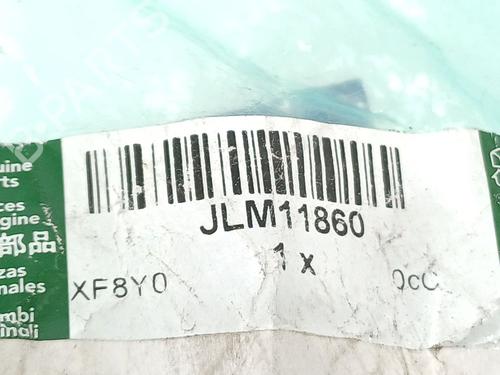 JLM11860
1 x
XF8Y0
0cC
uine
rts
ces
gine
部品
zas
nales
mbi
inali